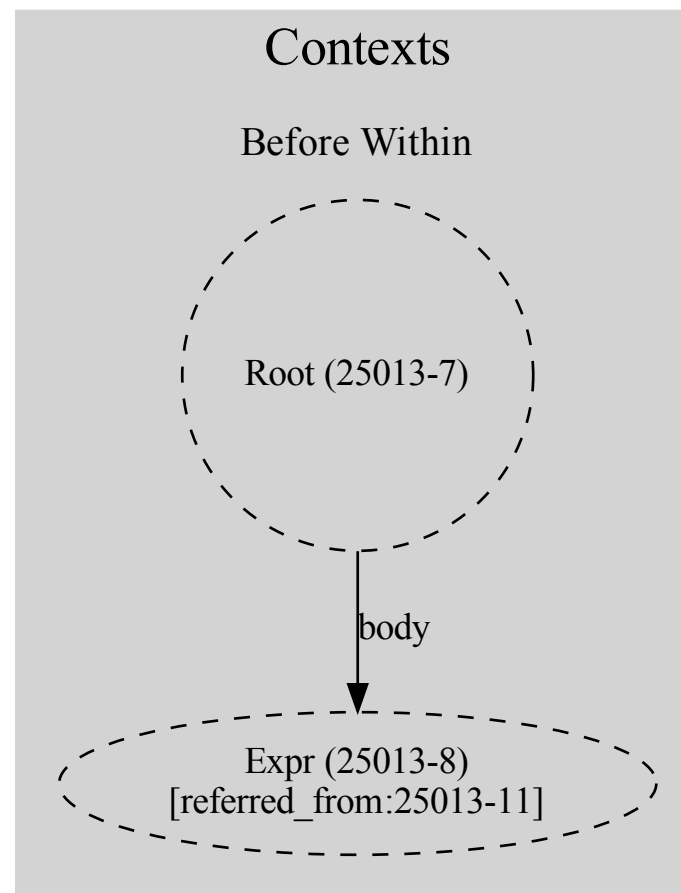 Contexts
Before Within
Root (25013-7)
body
Expr (25013-8)
[referred_from:25013-11]